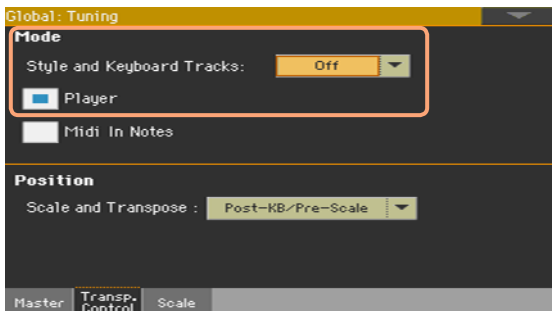 Global: Tuning
Mode
Style and Keyboard Tracks: Off
Player
Midi In Notes
Position
Scale and Transpose : Post-KB/Pre-Scale
Master Transp. Control Scale